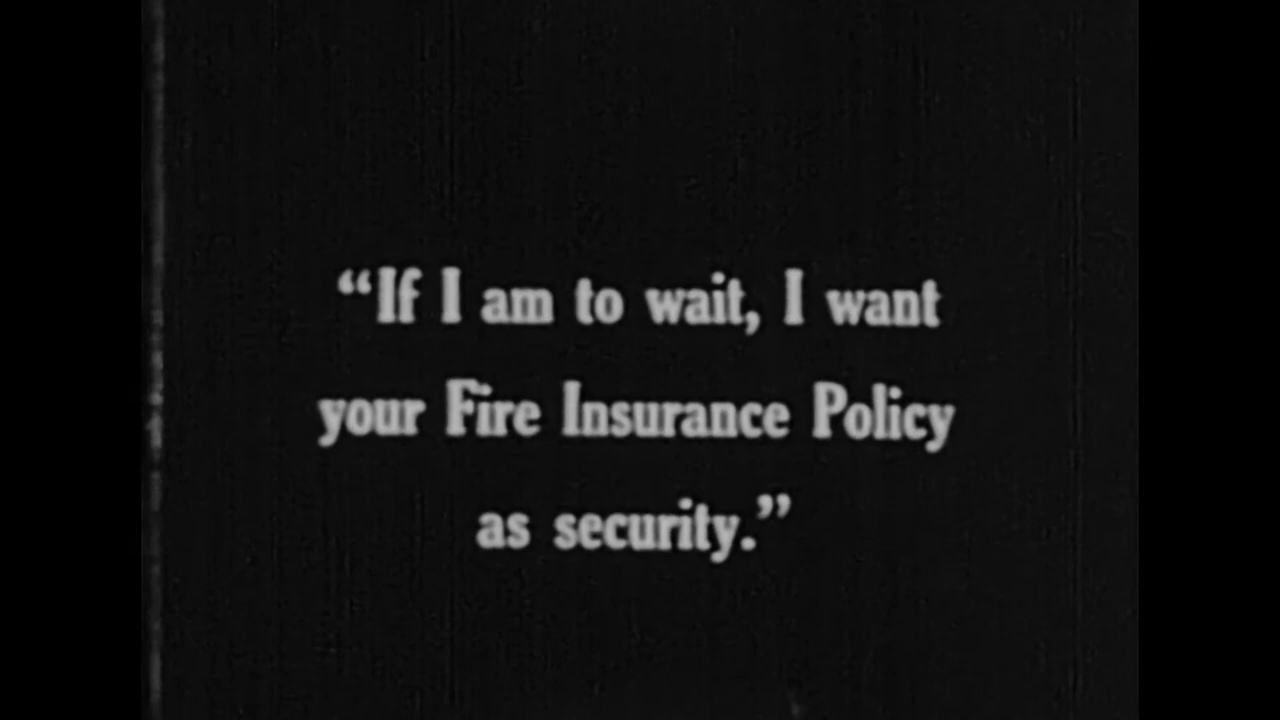 “If I am to wait, I want
your Fire Insurance Policy
as security.”